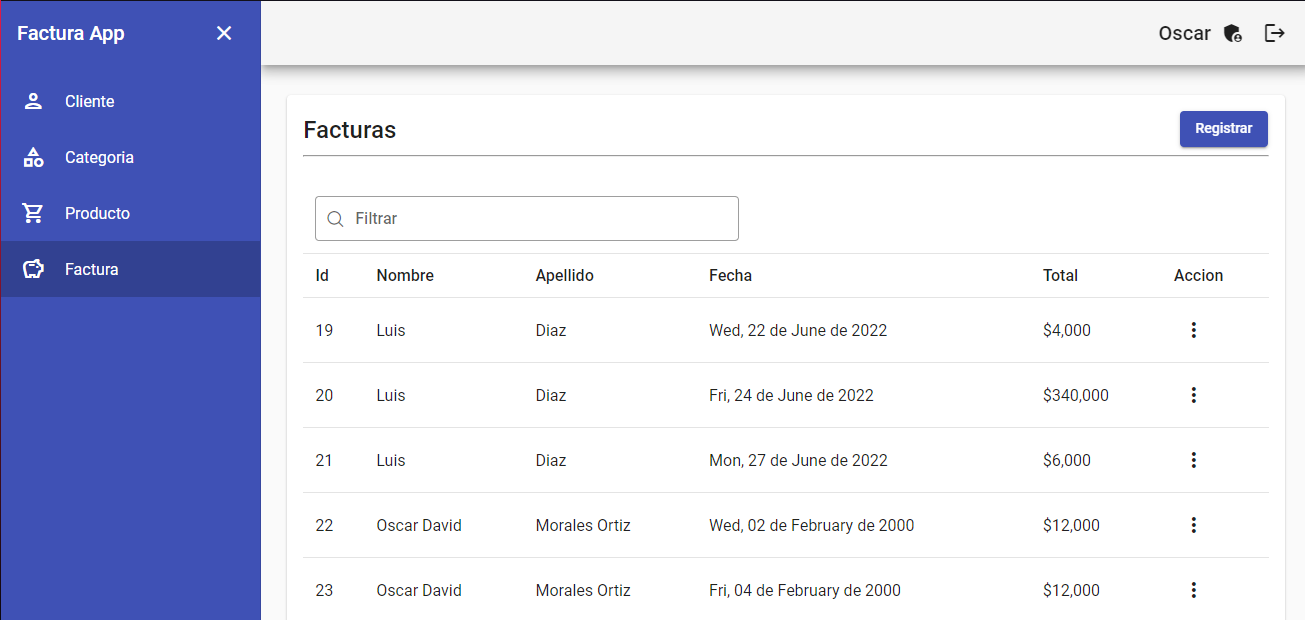 Factura App
Oscar
Cliente
Categoria
Producto
Factura
Facturas
Registrar
Filtrar
Id Nombre Apellido Fecha Total Accion
19 Luis Diaz Wed, 22 de June de 2022 $4,000
20 Luis Diaz Fri, 24 de June de 2022 $340,000
21 Luis Diaz Mon, 27 de June de 2022 $6,000
22 Oscar David Morales Ortiz Wed, 02 de February de 2000 $12,000
23 Oscar David Morales Ortiz Fri, 04 de February de 2000 $12,000